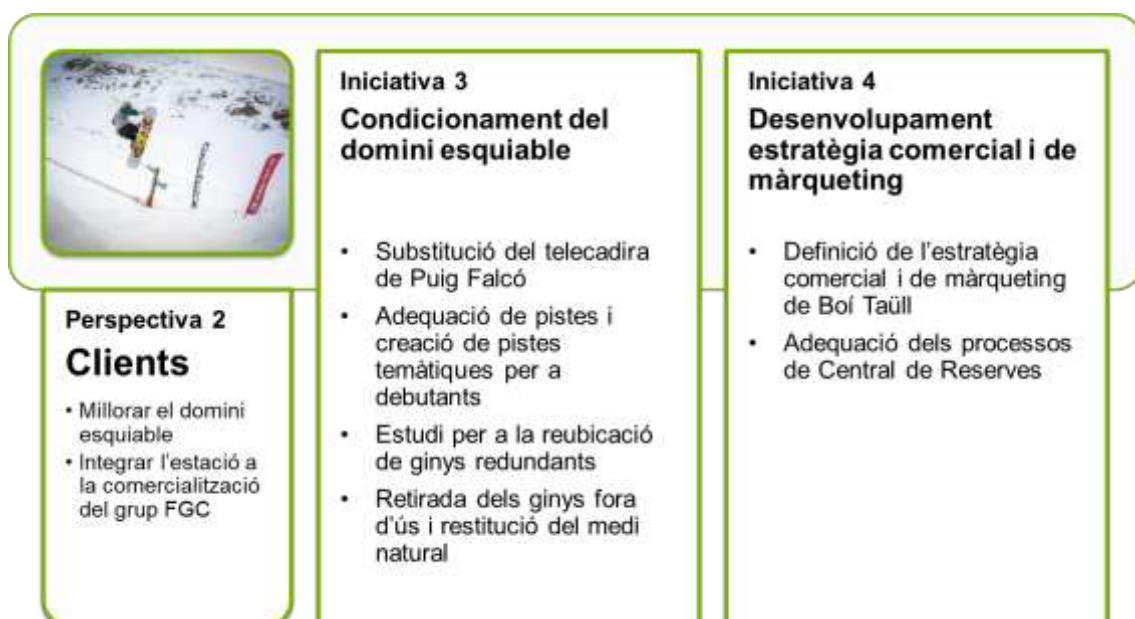 Perspectiva 2
Clients
• Millorar el domini
esquiable
• Integrar l'estació a
la comercialització
del grup FGC
Iniciativa 3
Condicionament del
domini esquiable
• Substitució del telecadira
de Puig Falcó
• Adequació de pistes i
creació de pistes
temàtiques per a
debutants
• Estudi per a la reubicació
de ginys redundants
• Retirada dels ginys fora
d'ús i restitució del medi
natural
Iniciativa 4
Desenvolupament
estratègia comercial i de
màrqueting
• Definició de l'estratègia
comercial i de màrqueting
de Boí Taüll
• Adequació dels processos
de Central de Reserves